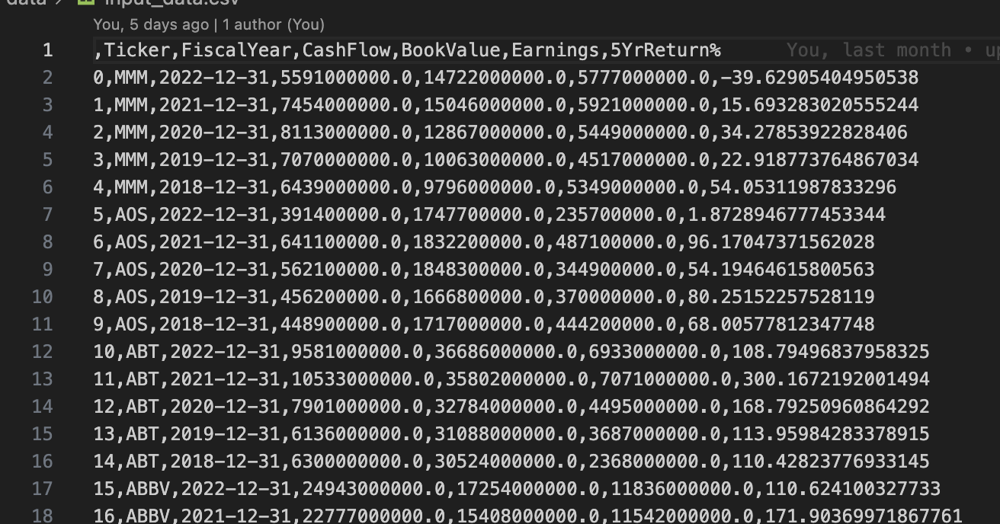 data input_data.csv
You, 5 days ago | 1 author (You)
1 ,Ticker,FiscalYear,CashFlow,BookValue,Earnings,5YrReturn% You, last month • up
2 0,MMM,2022-12-31,5591000000.0,14722000000.0,5777000000.0,-39.62905404950538
3 1,MMM,2021-12-31,7454000000.0,15046000000.0,5921000000.0,15.693283020555244
4 2,MMM,2020-12-31,8113000000.0,12867000000.0,5449000000.0,34.27853922828406
5 3,MMM,2019-12-31,7070000000.0,10063000000.0,4517000000.0,22.918773764867034
6 4,MMM,2018-12-31,6439000000.0,9796000000.0,5349000000.0,54.05311987833296
7 5,AOS,2022-12-31,391400000.0,1747700000.0,235700000.0,1.8728946777453344
8 6,AOS,2021-12-31,641100000.0,1832200000.0,487100000.0,96.17047371562028
9 7,AOS,2020-12-31,562100000.0,1848300000.0,344900000.0,54.19464615800563
10 8,AOS,2019-12-31,456200000.0,1666800000.0,370000000.0,80.25152257528119
11 9,AOS,2018-12-31,448900000.0,1717000000.0,444200000.0,68.00577812347748
12 10,ABT,2022-12-31,9581000000.0,36686000000.0,6933000000.0,108.79496837958325
13 11,ABT,2021-12-31,10533000000.0,35802000000.0,7071000000.0,300.1672192001494
14 12,ABT,2020-12-31,7901000000.0,32784000000.0,4495000000.0,168.79250960864292
15 13,ABT,2019-12-31,6136000000.0,31088000000.0,3687000000.0,113.95984283378915
16 14,ABT,2018-12-31,6300000000.0,30524000000.0,2368000000.0,110.42823776933145
17 15,ABBV,2022-12-31,24943000000.0,17254000000.0,11836000000.0,110.624100327733
18 16,ABBV,2021-12-31,22777000000.0,15408000000.0,11542000000.0,171.90369971867761